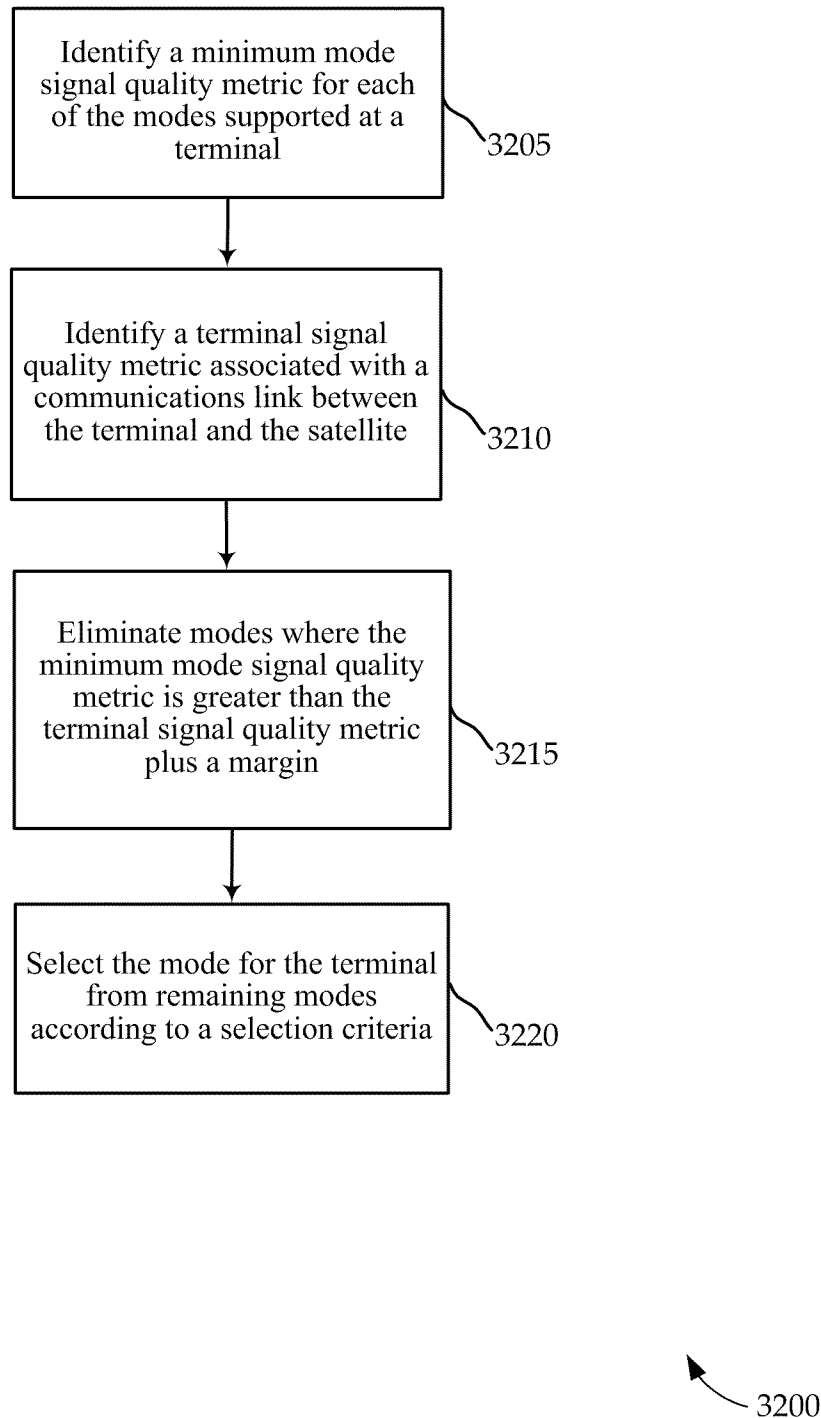 Identify a minimum mode
signal quality metric for each
of the modes supported at a
terminal
3205
Identify a terminal signal
quality metric associated with a
communications link between
the terminal and the satellite
3210
Eliminate modes where the
minimum mode signal quality
metric is greater than the
terminal signal quality metric
plus a margin
3215
Select the mode for the terminal
from remaining modes
according to a selection criteria
3220
3200